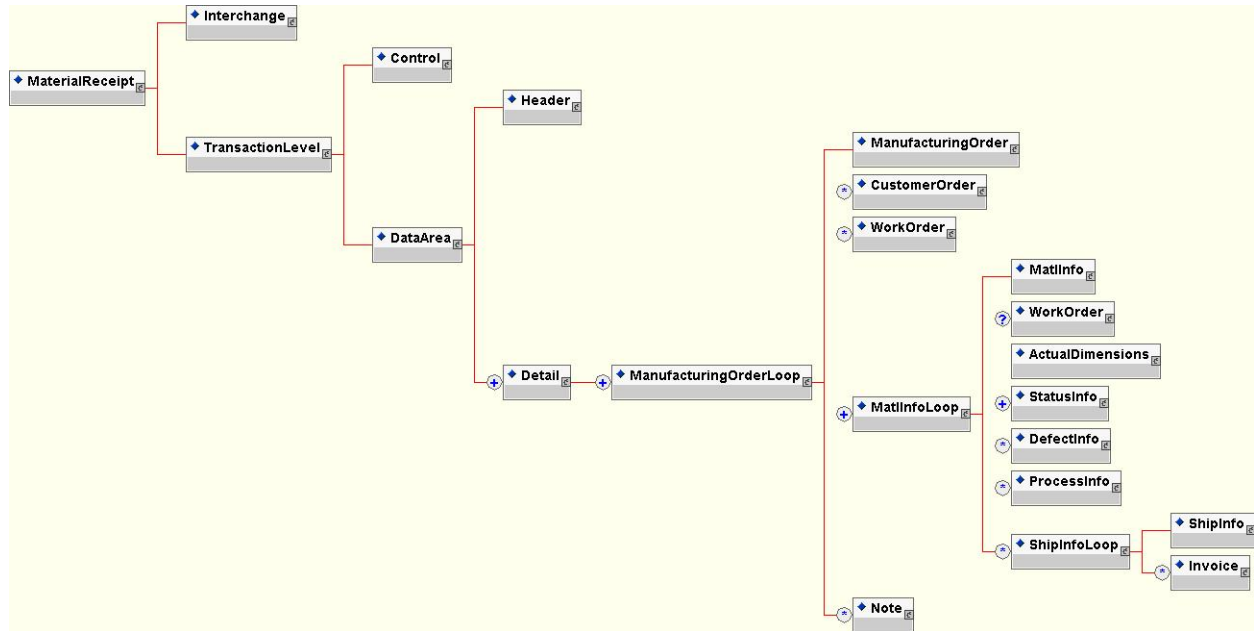 Interchange
MaterialReceipt
TransactionLevel
Control
DataArea
Header
+ Detail
+ ManufacturingOrderLoop
ManufacturingOrder
* CustomerOrder
* WorkOrder
+ MatlInfoLoop
MatlInfo
? WorkOrder
ActualDimensions
+ StatusInfo
* DefectInfo
* ProcessInfo
* ShipInfoLoop
ShipInfo
* Invoice
* Note